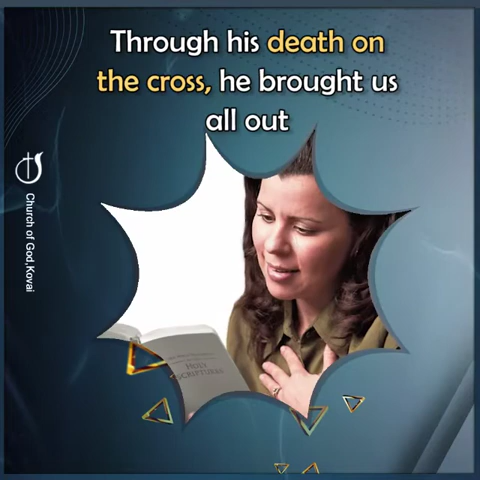 Through his death on
the cross, he brought us
all out
Church of God,Kovai
HOLY
SCRIPTURES